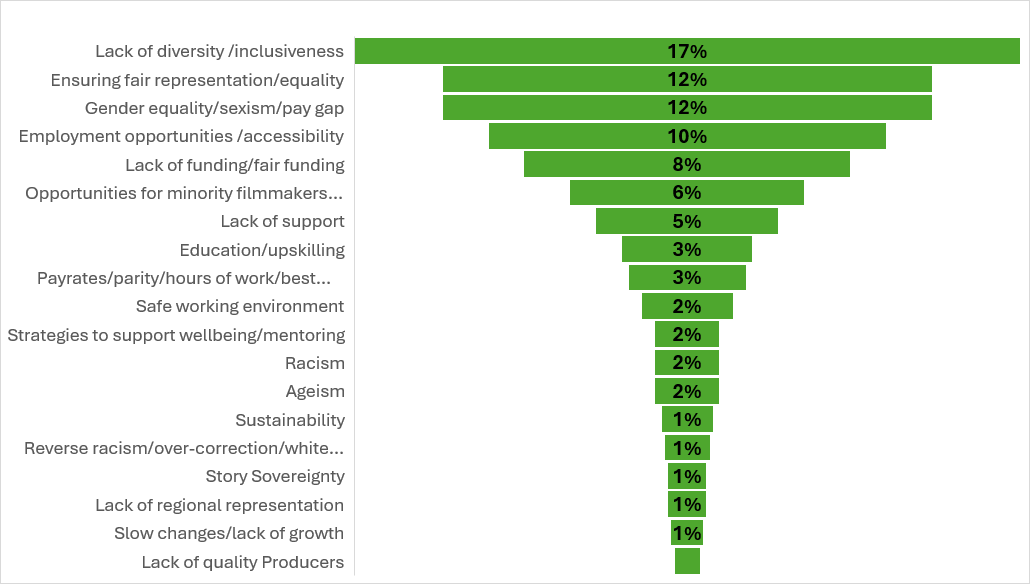 Lack of diversity /inclusiveness 17%
Ensuring fair representation/equality 12%
Gender equality/sexism/pay gap 12%
Employment opportunities /accessibility 10%
Lack of funding/fair funding 8%
Opportunities for minority filmmakers... 6%
Lack of support 5%
Education/upskilling 3%
Payrates/parity/hours of work/best... 3%
Safe working environment 2%
Strategies to support wellbeing/mentoring 2%
Racism 2%
Ageism 2%
Sustainability 1%
Reverse racism/over-correction/white... 1%
Story Sovereignty 1%
Lack of regional representation 1%
Slow changes/lack of growth 1%
Lack of quality Producers